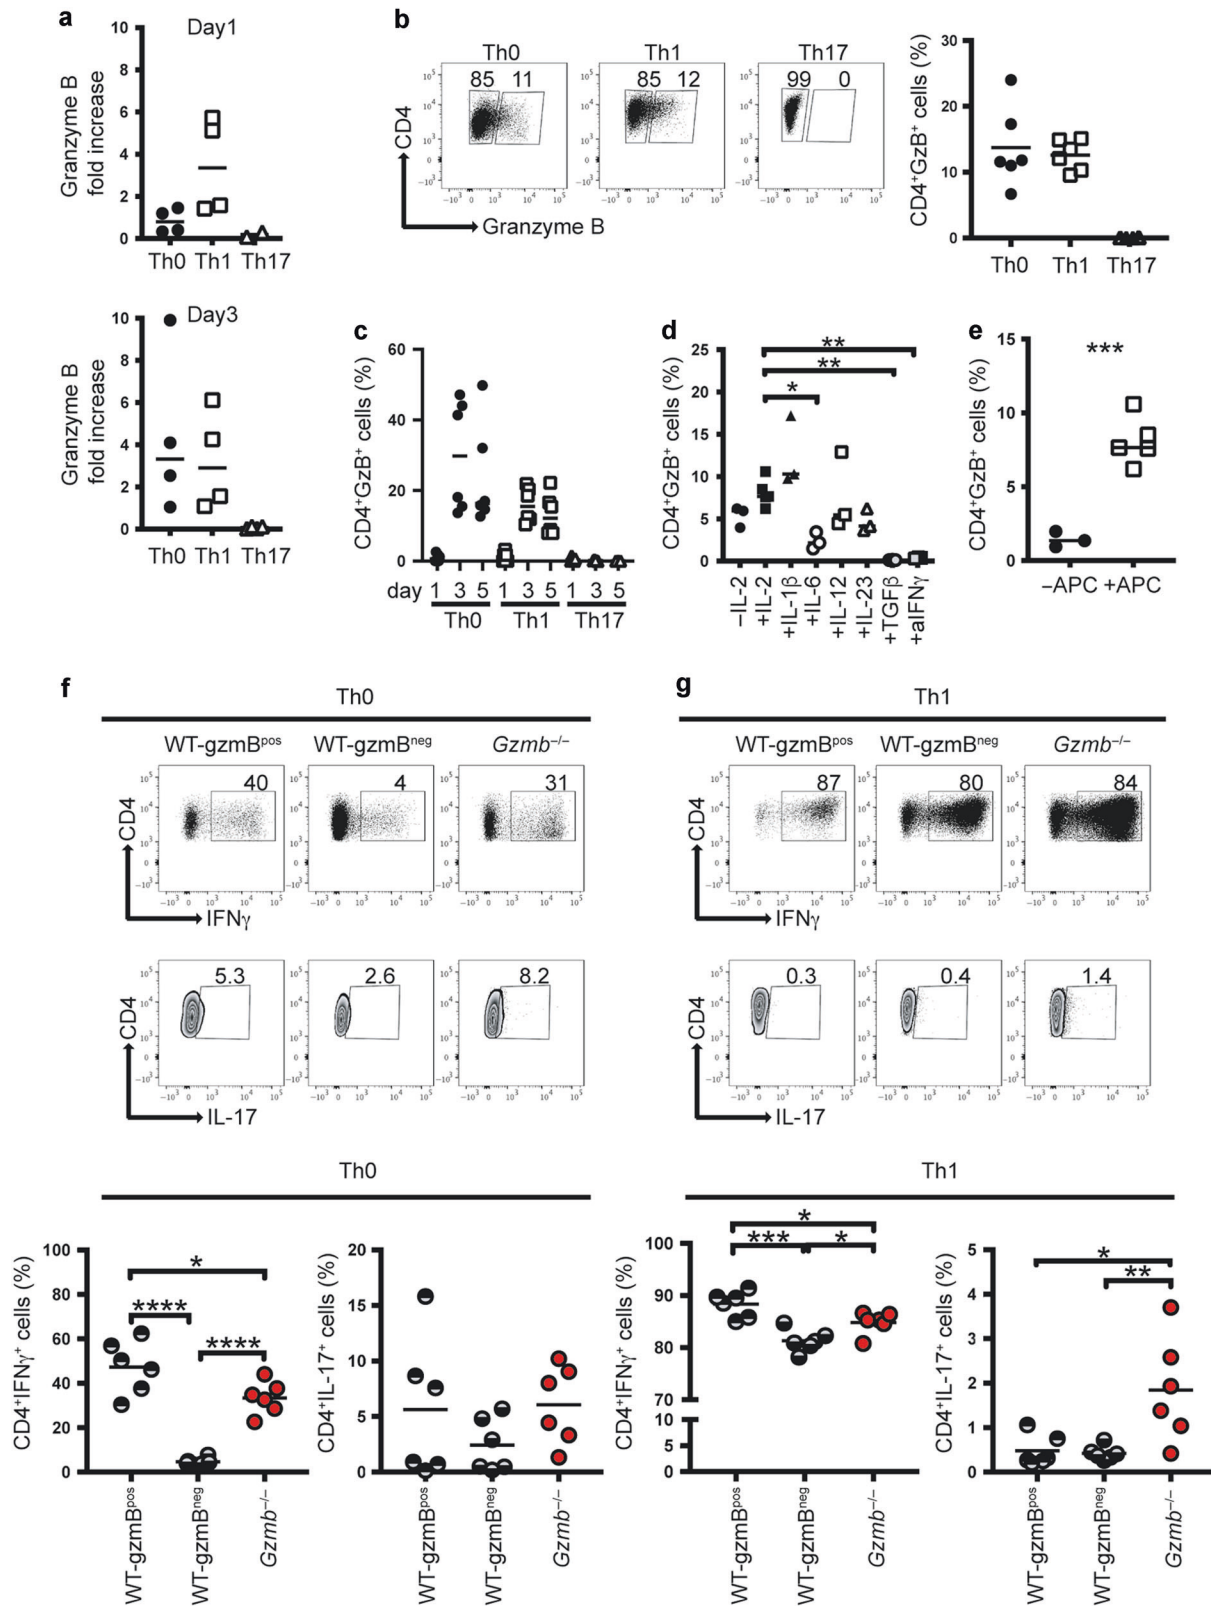 a
Day1
Granzyme B
fold increase
10
8
6
4
2
0
Th0 Th1 Th17
Day3
Granzyme B
fold increase
10
8
6
4
2
0
Th0 Th1 Th17
b
Th0 Th1 Th17
85 11
85 12
99 0
CD4
Granzyme B
CD4⁺GzB⁺ cells (%)
30
20
10
0
Th0 Th1 Th17
c
CD4⁺GzB⁺ cells (%)
60
40
20
0
day 1 3 5 1 3 5 1 3 5
Th0 Th1 Th17
d
CD4⁺GzB⁺ cells (%)
25
20
15
10
5
0
**
**
*
–IL-2
+IL-2
+IL-1β
+IL-6
+IL-12
+IL-23
+TGFβ
+aIFNγ
e
CD4⁺GzB⁺ cells (%)
15
10
5
0
***
–APC +APC
f
Th0
WT-gzmBᵖᵒˢ WT-gzmBⁿᵉᵍ Gzmb⁻/⁻
40 4 31
CD4
IFNγ
5.3 2.6 8.2
CD4
IL-17
g
Th1
WT-gzmBᵖᵒˢ WT-gzmBⁿᵉᵍ Gzmb⁻/⁻
87 80 84
CD4
IFNγ
0.3 0.4 1.4
CD4
IL-17
Th0
CD4⁺IFNγ⁺ cells (%)
100
80
60
40
20
0
*
****
****
WT-gzmBᵖᵒˢ
WT-gzmBⁿᵉᵍ
Gzmb⁻/⁻
CD4⁺IL-17⁺ cells (%)
20
15
10
5
0
WT-gzmBᵖᵒˢ
WT-gzmBⁿᵉᵍ
Gzmb⁻/⁻
Th1
CD4⁺IFNγ⁺ cells (%)
100
90
80
70
10
5
0
*
*** *
WT-gzmBᵖᵒˢ
WT-gzmBⁿᵉᵍ
Gzmb⁻/⁻
CD4⁺IL-17⁺ cells (%)
5
4
3
2
1
0
*
**
WT-gzmBᵖᵒˢ
WT-gzmBⁿᵉᵍ
Gzmb⁻/⁻